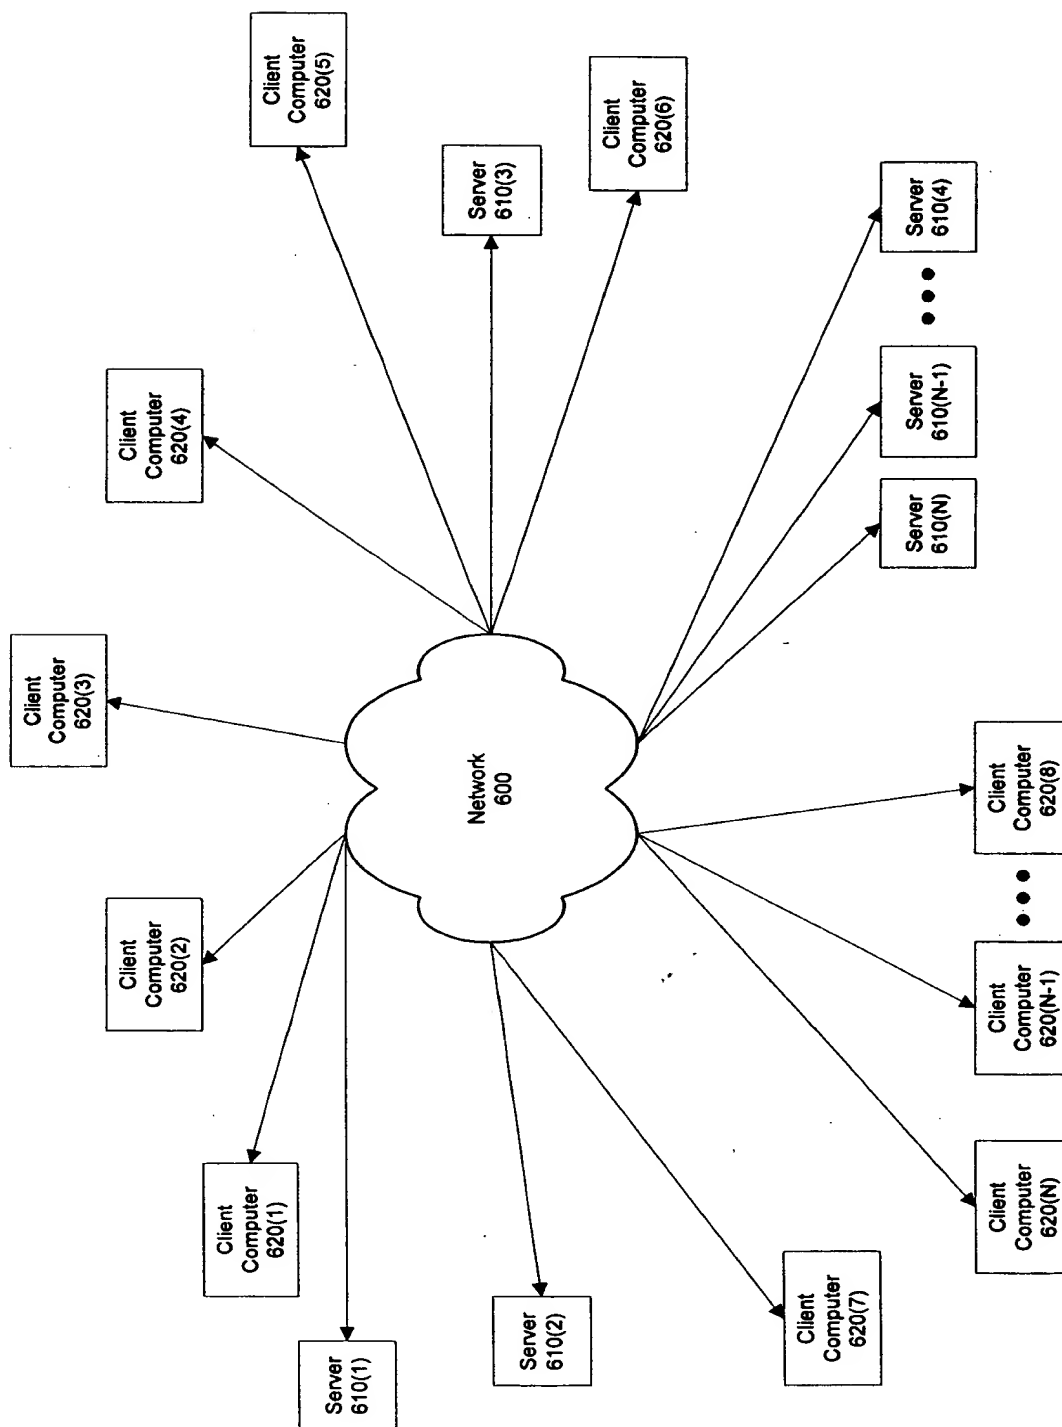 Client
Computer
620(3)
Client
Computer
620(2)
Client
Computer
620(4)
Client
Computer
620(1)
Client
Computer
620(5)
Server
610(1)
Server
610(3)
Network
600
Server
610(2)
Client
Computer
620(6)
Client
Computer
620(7)
Server
610(N)
Server
610(N-1)
Server
610(4)
Client
Computer
620(N)
Client
Computer
620(N-1)
Client
Computer
620(8)